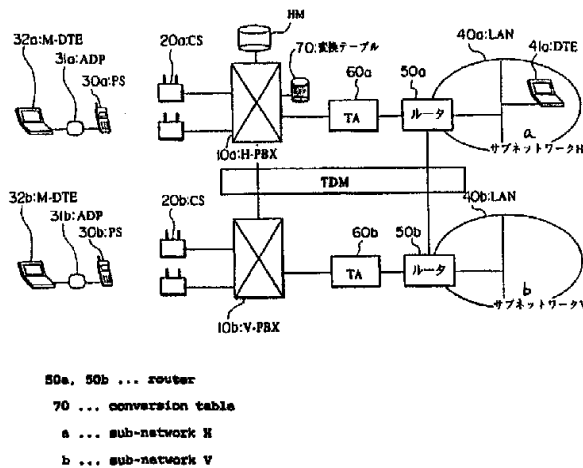 HM
32a:M-DTE
31a:ADP
30a:PS
20a:CS
70:変換テーブル
60a
50a
40a:LAN
41a:DTE
TA
ルータ
a
サブネットワークH
10a:H-PBX
TDM
32b:M-DTE
31b:ADP
30b:PS
20b:CS
60b
50b
40b:LAN
TA
ルータ
b
サブネットワークV
10b:V-PBX
50a, 50b ... router
70 ... conversion table
a ... sub-network H
b ... sub-network V